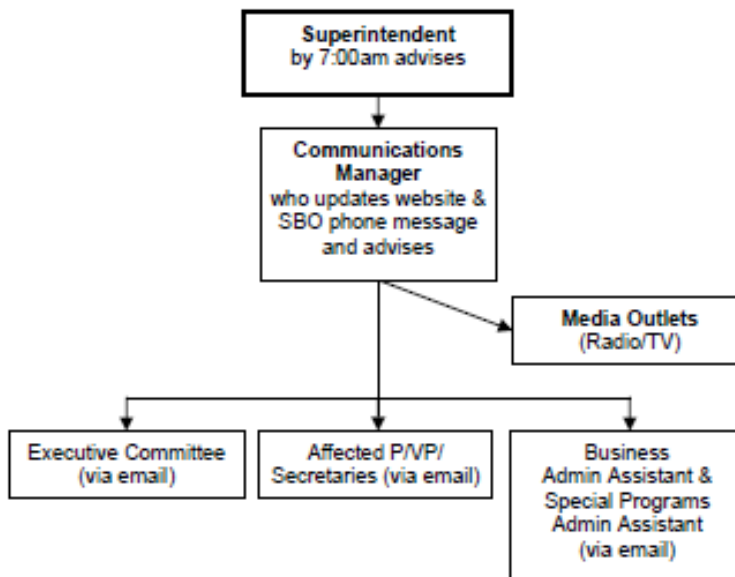 Superintendent
by 7:00am advises
Communications
Manager
who updates website &
SBO phone message
and advises
Media Outlets
(Radio/TV)
Executive Committee
(via email)
Affected P/VP/
Secretaries (via email)
Business
Admin Assistant &
Special Programs
Admin Assistant
(via email)